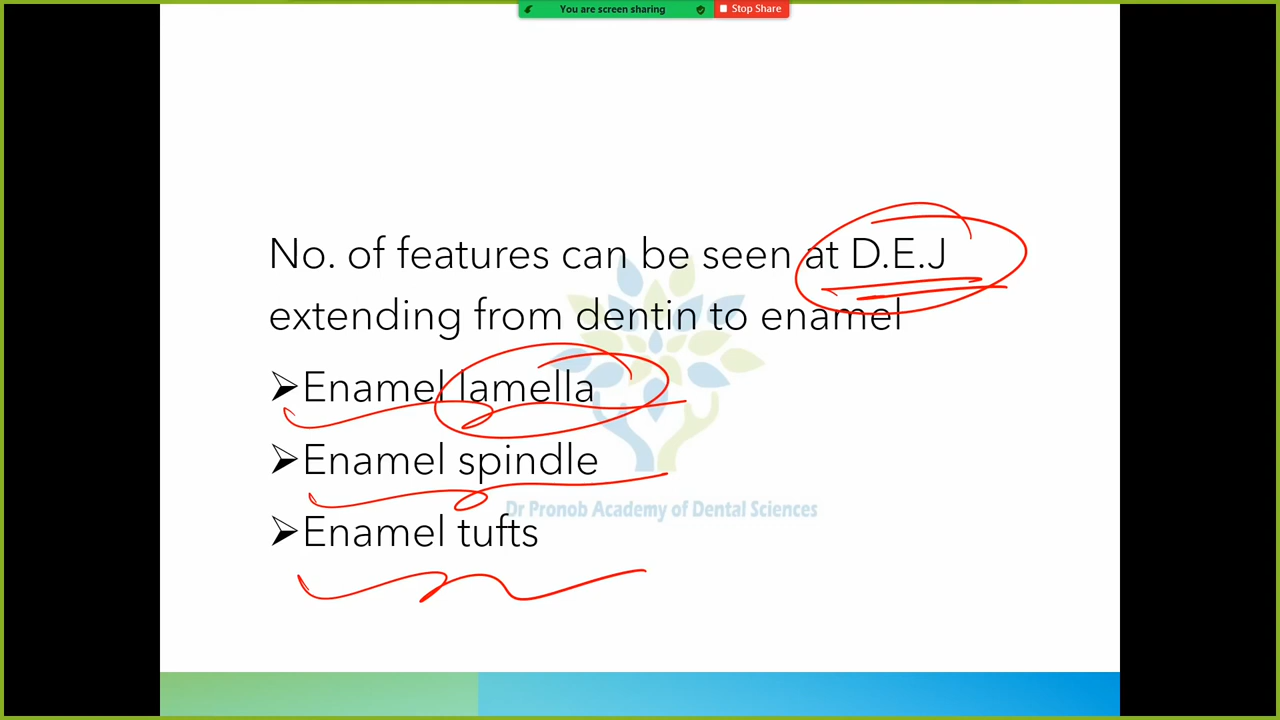 You are screen sharing
Stop Share
No. of features can be seen at D.E.J
extending from dentin to enamel
➢Enamel lamella
➢Enamel spindle
➢Enamel tufts
Dr Pronob Academy of Dental Sciences